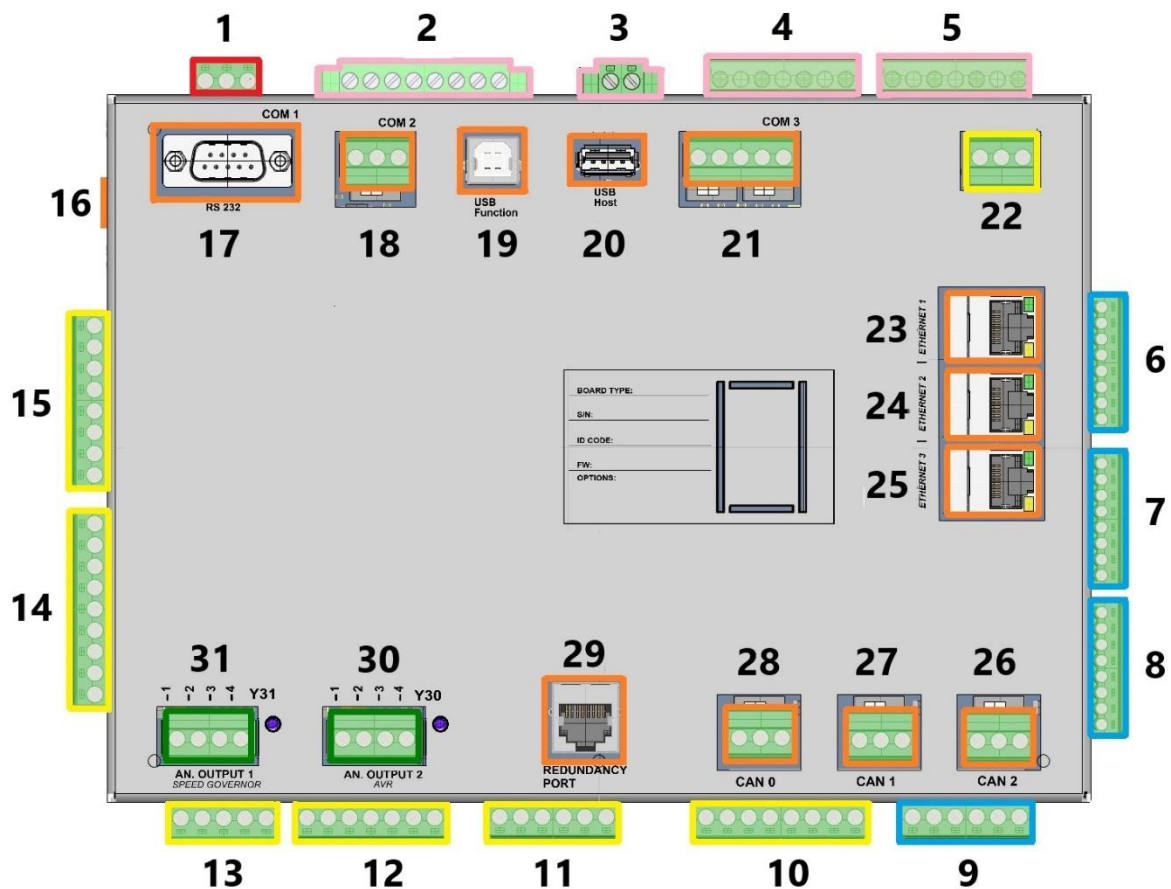 1 2 3 4 5
COM 1
COM 2
COM 3
RS 232
USB
Function
USB
Host
16
17 18 19 20 21 22
23 ETHERNET 1
24 ETHERNET 2
25 ETHERNET 3
6
7
8
15
14
BOARD TYPE:
S/N:
ID CODE:
FW:
OPTIONS:
31 30 29 28 27 26
1 2 3 4 Y31
1 2 3 4 Y30
AN. OUTPUT 1
SPEED GOVERNOR
AN. OUTPUT 2
AVR
REDUNDANCY
PORT
CAN 0
CAN 1
CAN 2
13 12 11 10 9